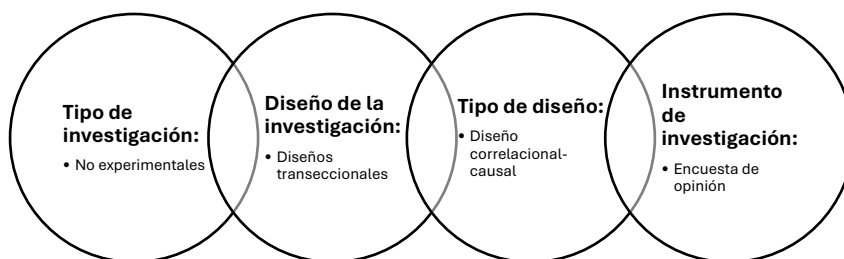 Tipo de
investigación:
• No experimentales
Diseño de la
investigación:
• Diseños
transeccionales
Tipo de diseño:
• Diseño
correlacional-
causal
Instrumento
de
investigación:
• Encuesta de
opinión